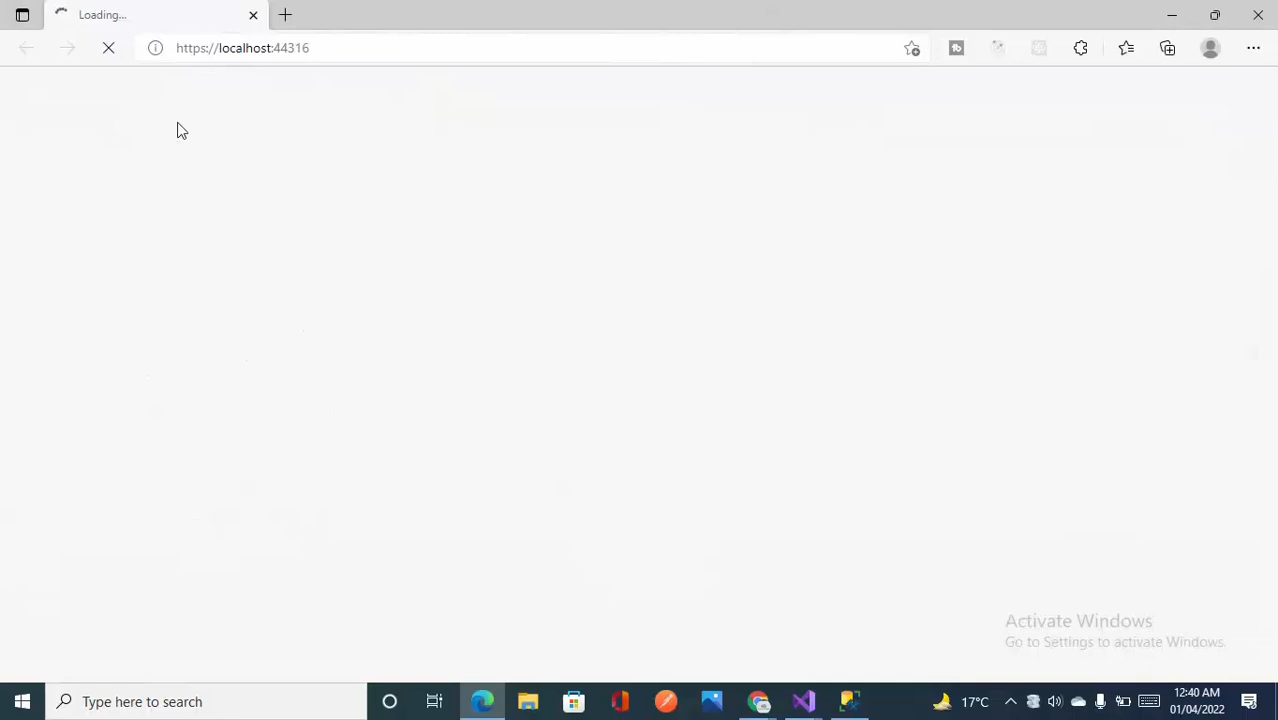 Loading...
https://localhost:44316
Activate Windows
Go to Settings to activate Windows.
Type here to search
17°C
12:40 AM
01/04/2022